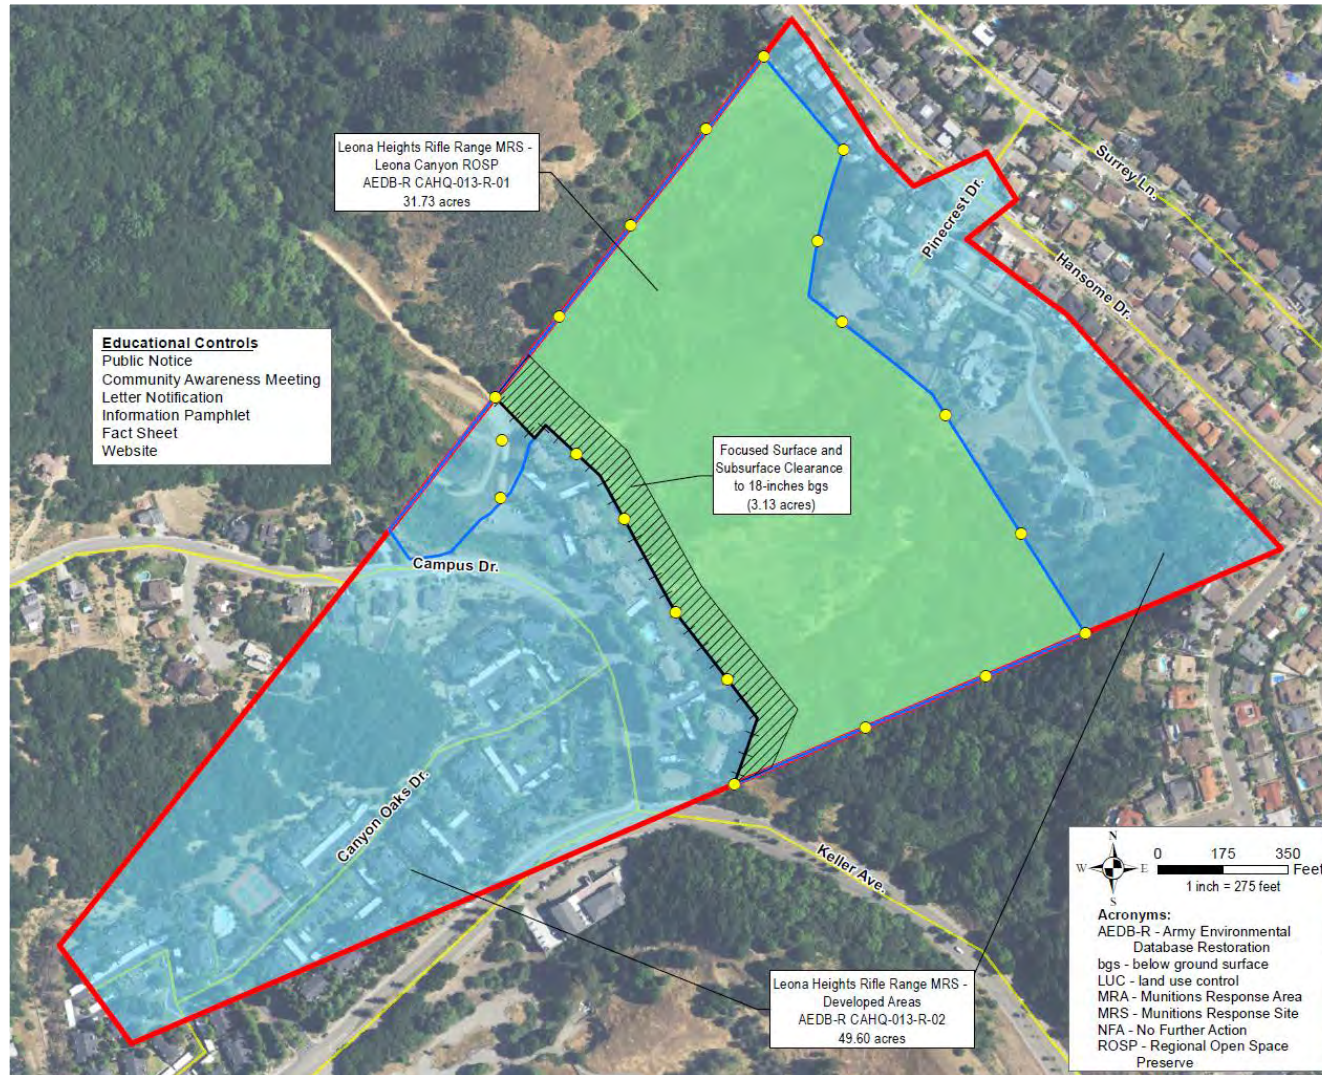 Leona Heights Rifle Range MRS -
Leona Canyon ROSP
AEDB-R CAHQ-013-R-01
31.73 acres
Surrey Ln.
Pinecrest Dr.
Hansome Dr.
Educational Controls
Public Notice
Community Awareness Meeting
Letter Notification
Information Pamphlet
Fact Sheet
Website
Focused Surface and
Subsurface Clearance
to 18-inches bgs
(3.13 acres)
Campus Dr.
Canyon Oaks Dr.
Keller Ave.
Leona Heights Rifle Range MRS -
Developed Areas
AEDB-R CAHQ-013-R-02
49.60 acres
N
W
E
S
0 175 350
Feet
1 inch = 275 feet
Acronyms:
AEDB-R - Army Environmental
Database Restoration
bgs - below ground surface
LUC - land use control
MRA - Munitions Response Area
MRS - Munitions Response Site
NFA - No Further Action
ROSP - Regional Open Space
Preserve